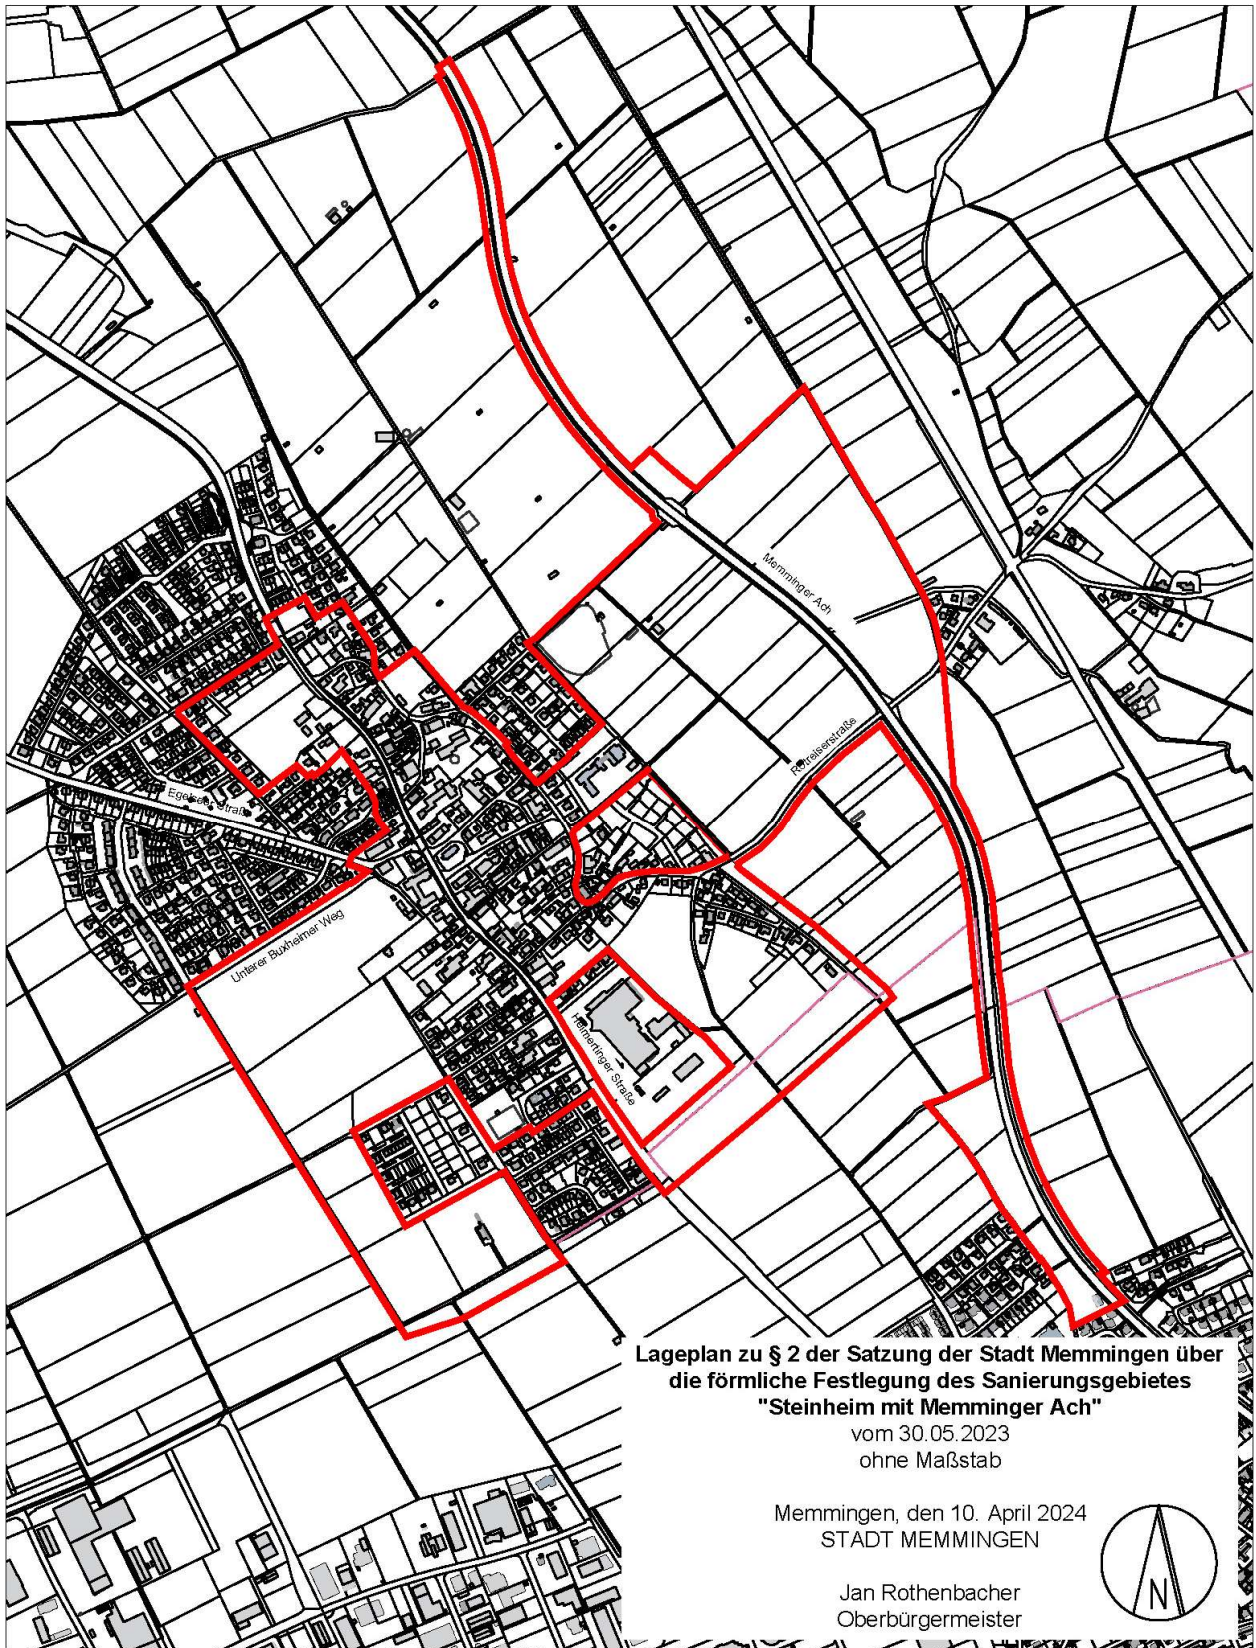 Memminger Ach
Rotreiserstraße
Egelseer Straße
Unterer Buxheimer Weg
Heimertinger Straße
Lageplan zu § 2 der Satzung der Stadt Memmingen über
die förmliche Festlegung des Sanierungsgebietes
"Steinheim mit Memminger Ach"
vom 30.05.2023
ohne Maßstab
Memmingen, den 10. April 2024
STADT MEMMINGEN
Jan Rothenbacher
Oberbürgermeister
N